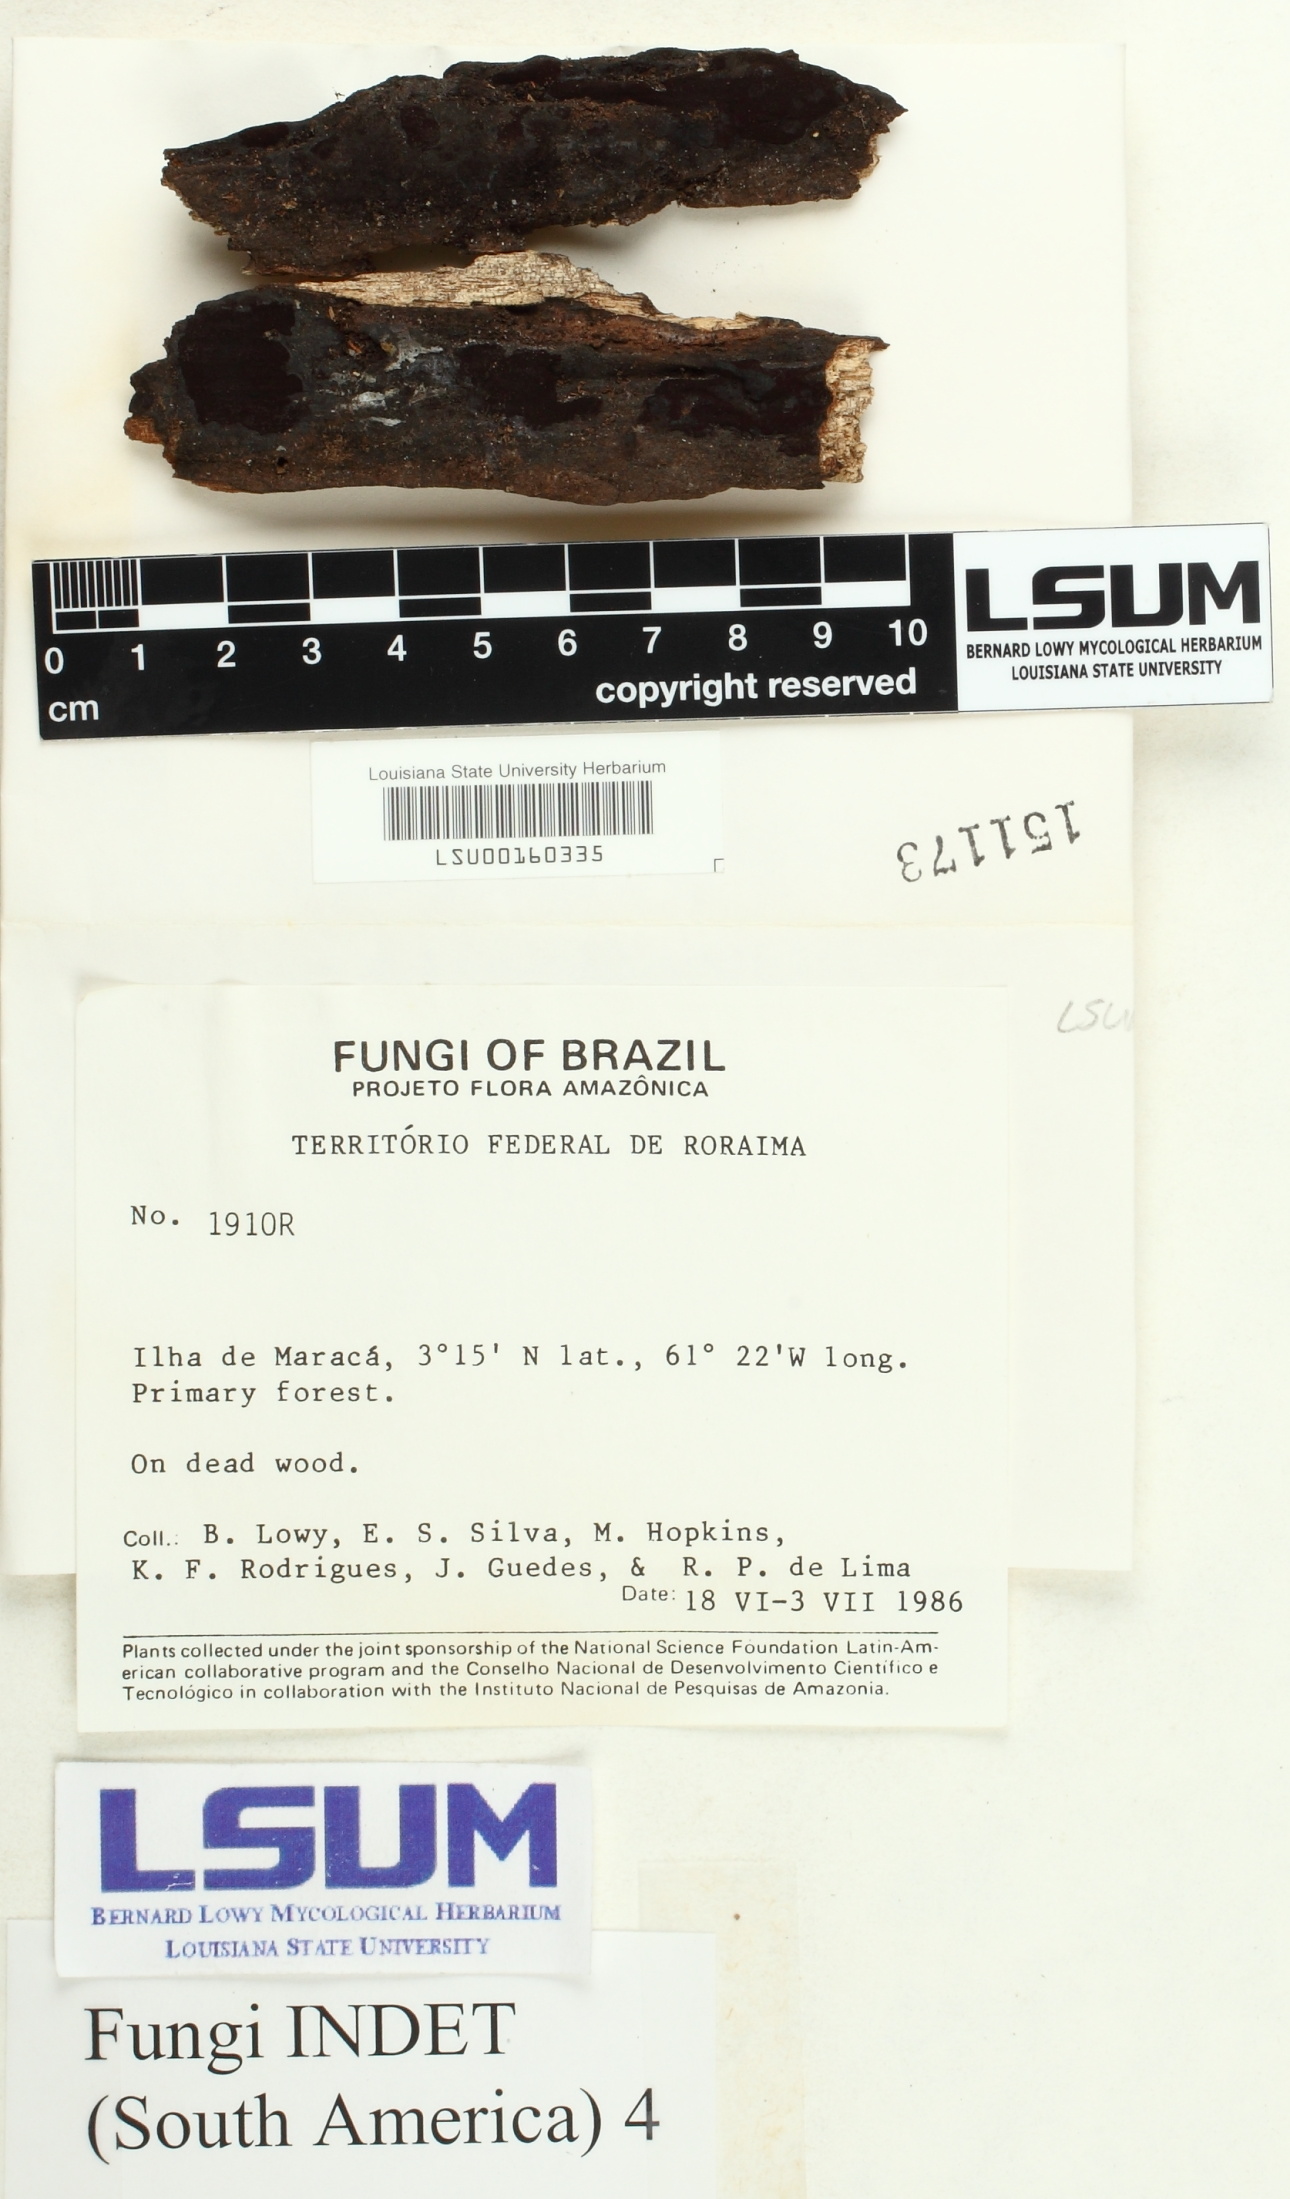 LSUM
BERNARD LOWY MYCOLOGICAL HERBARIUM
LOUISIANA STATE UNIVERSITY
0 1 2 3 4 5 6 7 8 9 10
cm
copyright reserved
Louisiana State University Herbarium
LSU00160335
151173
FUNGI OF BRAZIL
PROJETO FLORA AMAZÔNICA
TERRITÓRIO FEDERAL DE RORAIMA
No. 1910R
Ilha de Maracá, 3°15' N lat., 61° 22'W long.
Primary forest.
On dead wood.
Coll.: B. Lowy, E. S. Silva, M. Hopkins,
K. F. Rodrigues, J. Guedes, & R. P. de Lima
Date: 18 VI-3 VII 1986
Plants collected under the joint sponsorship of the National Science Foundation Latin-Am-
erican collaborative program and the Conselho Nacional de Desenvolvimento Científico e
Tecnológico in collaboration with the Instituto Nacional de Pesquisas de Amazonia.
LSUM
BERNARD LOWY MYCOLOGICAL HERBARIUM
LOUISIANA STATE UNIVERSITY
Fungi INDET
(South America) 4